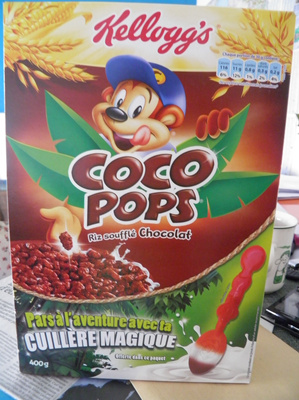 Kellogg's
COCO
POPS
Riz soufflé Chocolat
Pars à l'aventure avec ta
CUILLÈRE MAGIQUE
400g